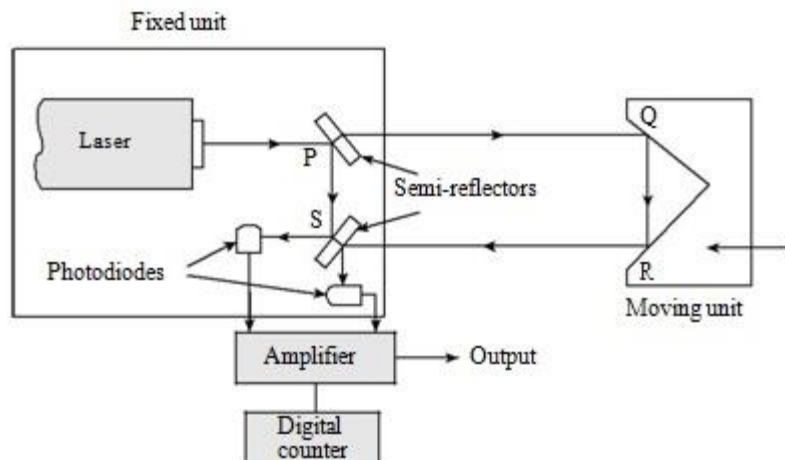 Fixed unit
Laser
P
Q
Semi-reflectors
S
Photodiodes
R
Moving unit
Amplifier
Output
Digital
counter